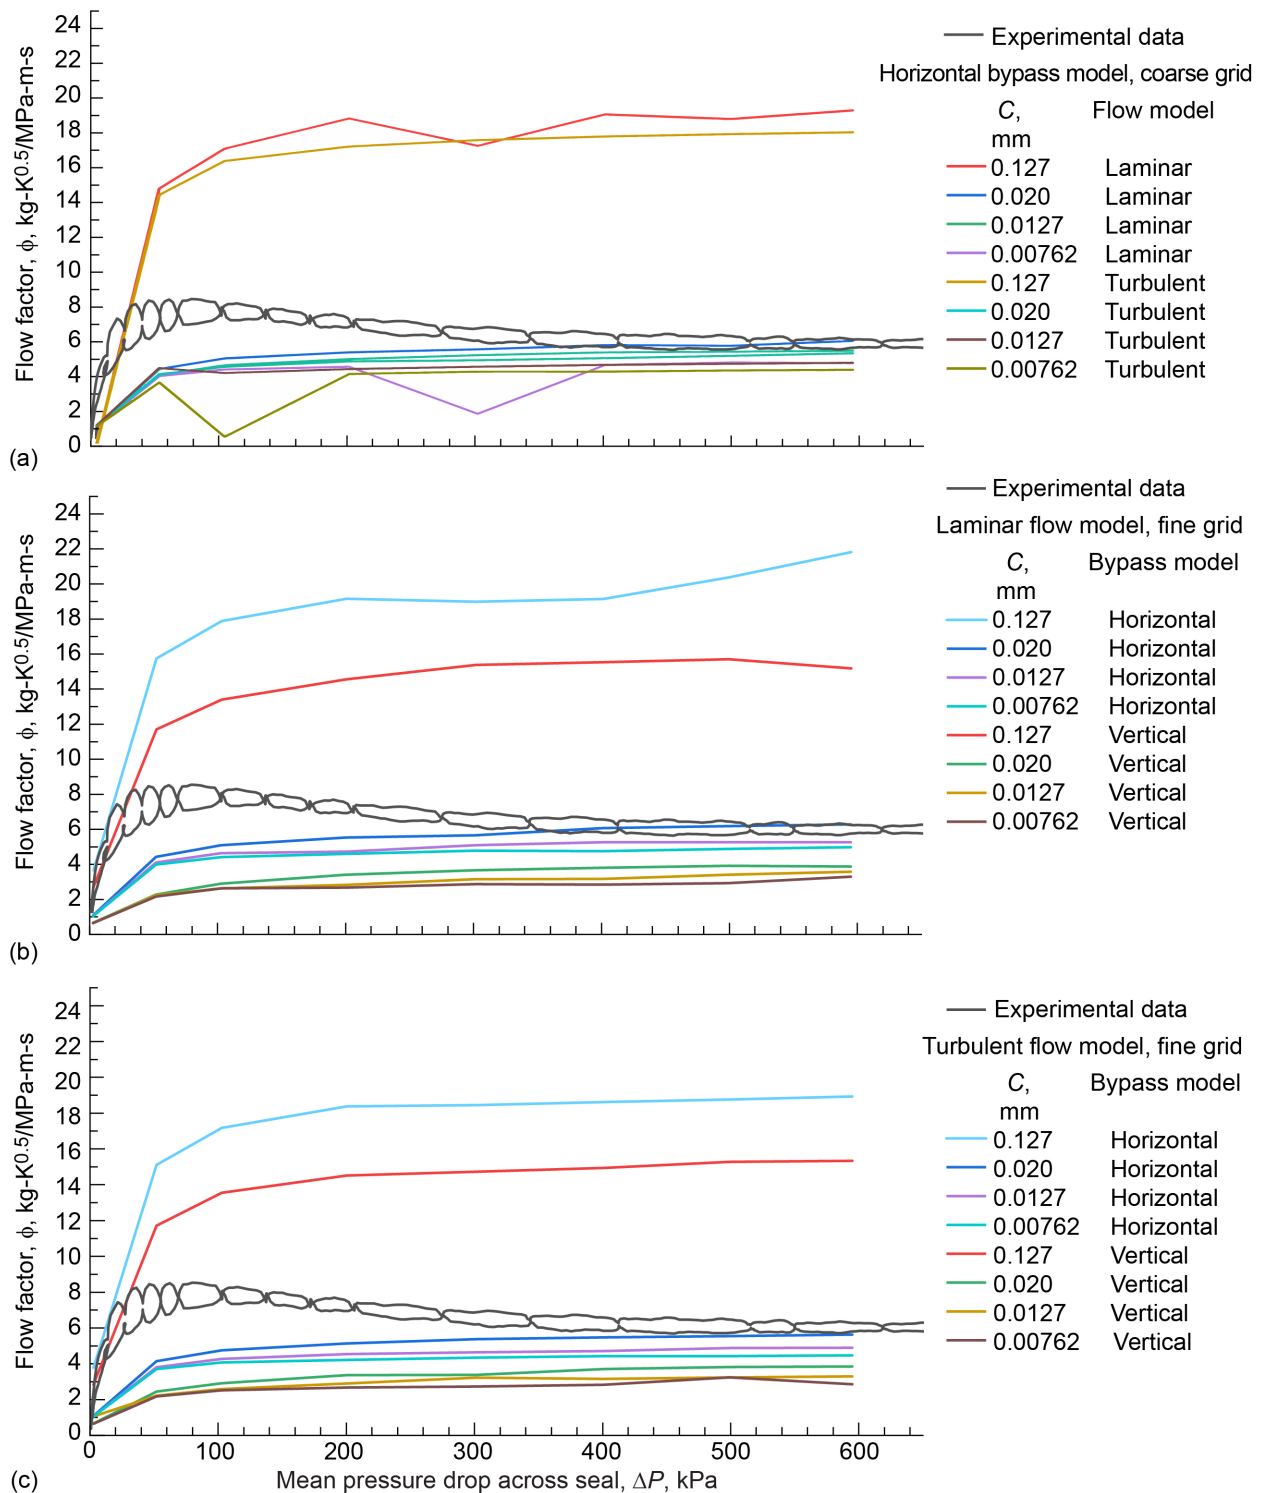 24
22
20
18
16
14
12
10
8
6
4
2
0
Flow factor, ϕ, kg-K0.5/MPa-m-s
(a)
Experimental data
Horizontal bypass model, coarse grid
C, Flow model
mm
0.127 Laminar
0.020 Laminar
0.0127 Laminar
0.00762 Laminar
0.127 Turbulent
0.020 Turbulent
0.0127 Turbulent
0.00762 Turbulent
24
22
20
18
16
14
12
10
8
6
4
2
0
Flow factor, ϕ, kg-K0.5/MPa-m-s
(b)
Experimental data
Laminar flow model, fine grid
C, Bypass model
mm
0.127 Horizontal
0.020 Horizontal
0.0127 Horizontal
0.00762 Horizontal
0.127 Vertical
0.020 Vertical
0.0127 Vertical
0.00762 Vertical
24
22
20
18
16
14
12
10
8
6
4
2
0
Flow factor, ϕ, kg-K0.5/MPa-m-s
0 100 200 300 400 500 600
Mean pressure drop across seal, ΔP, kPa
(c)
Experimental data
Turbulent flow model, fine grid
C, Bypass model
mm
0.127 Horizontal
0.020 Horizontal
0.0127 Horizontal
0.00762 Horizontal
0.127 Vertical
0.020 Vertical
0.0127 Vertical
0.00762 Vertical